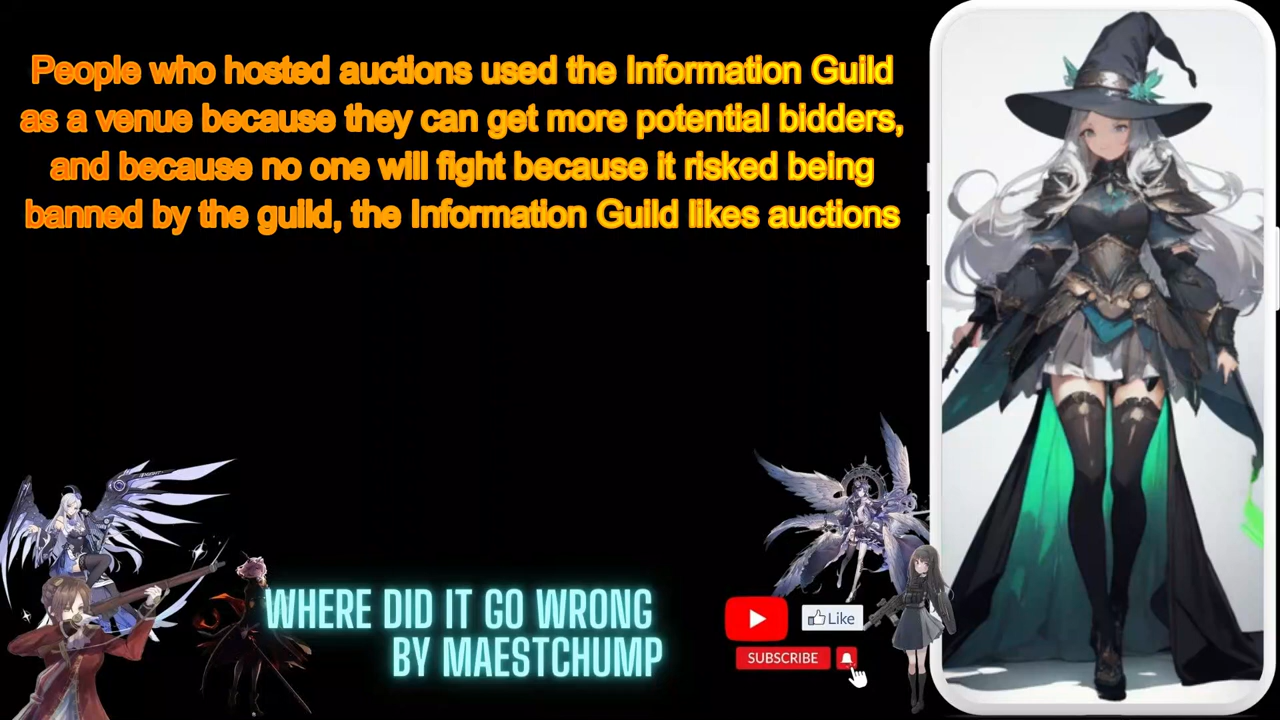 People who hosted auctions used the Information Guild
as a venue because they can get more potential bidders,
and because no one will fight because it risked being
banned by the guild, the Information Guild likes auctions
WHERE DID IT GO WRONG
BY MAESTCHUMP
Like
SUBSCRIBE